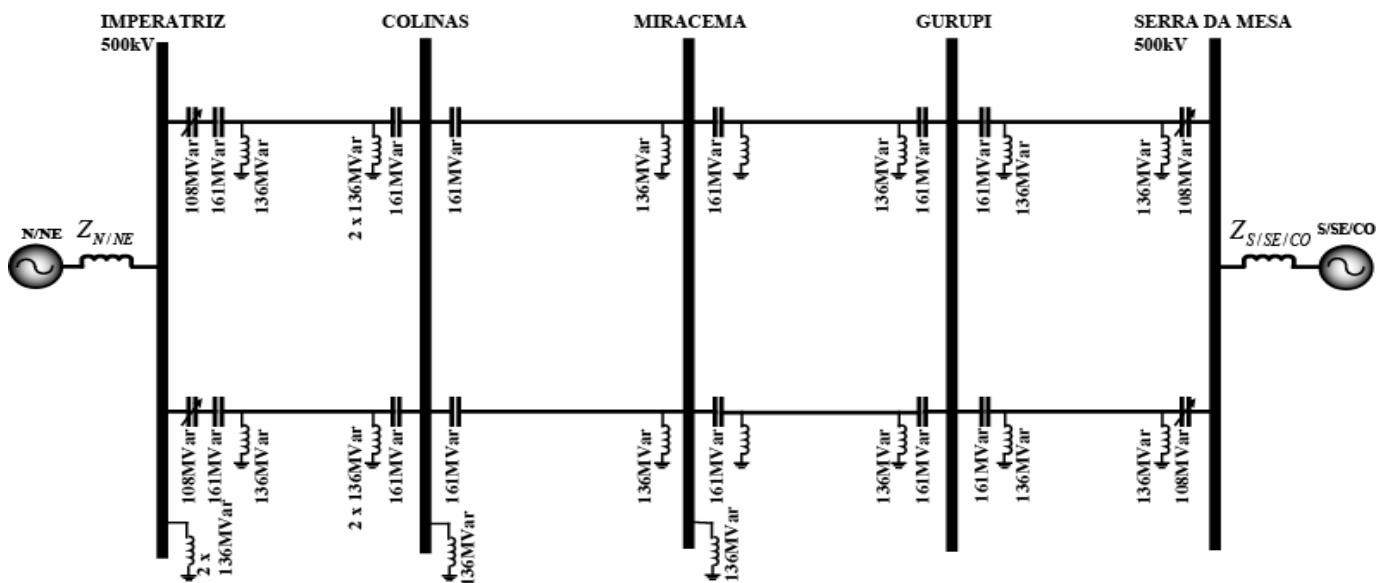 IMPERATRIZ
500kV
COLINAS
MIRACEMA
GURUPI
SERRA DA MESA
500kV
108MVar
161MVar
136MVar
2 x 136MVar
161MVar
161MVar
136MVar
161MVar
136MVar
161MVar
161MVar
136MVar
136MVar
108MVar
N/NE
Z N/NE
Z S/SE/CO
S/SE/CO
108MVar
161MVar
136MVar
2 x 136MVar
161MVar
161MVar
136MVar
161MVar
136MVar
161MVar
161MVar
136MVar
136MVar
108MVar
2 x
136MVar
136MVar
136MVar